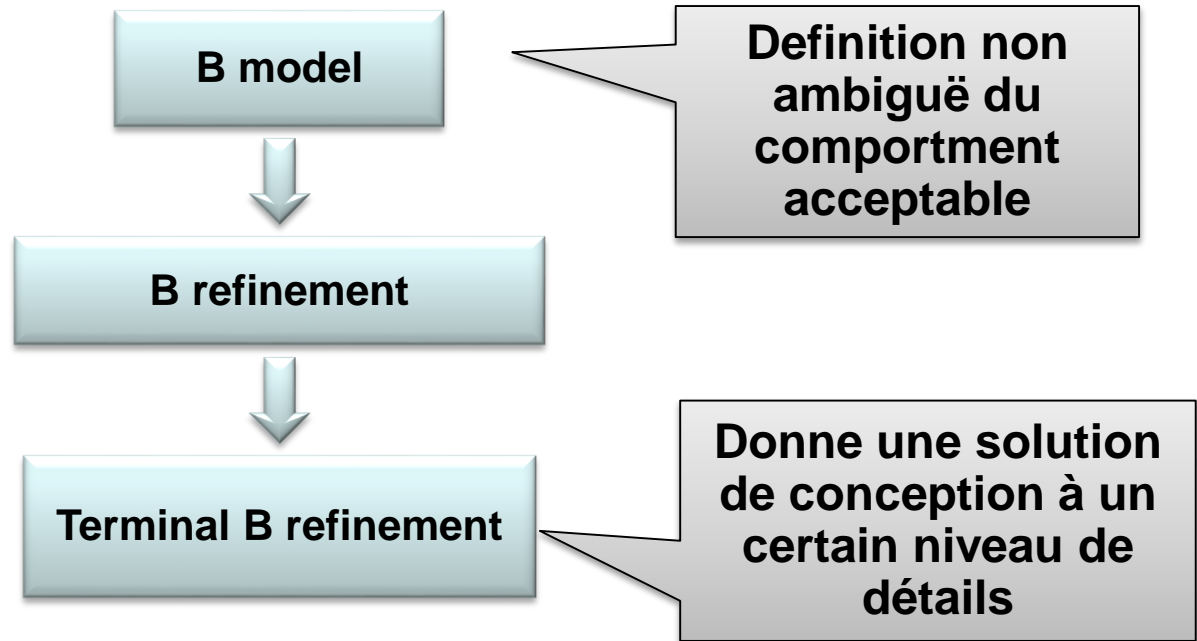 B model
Definition non
ambiguë du
comportment
acceptable
B refinement
Terminal B refinement
Donne une solution
de conception à un
certain niveau de
détails